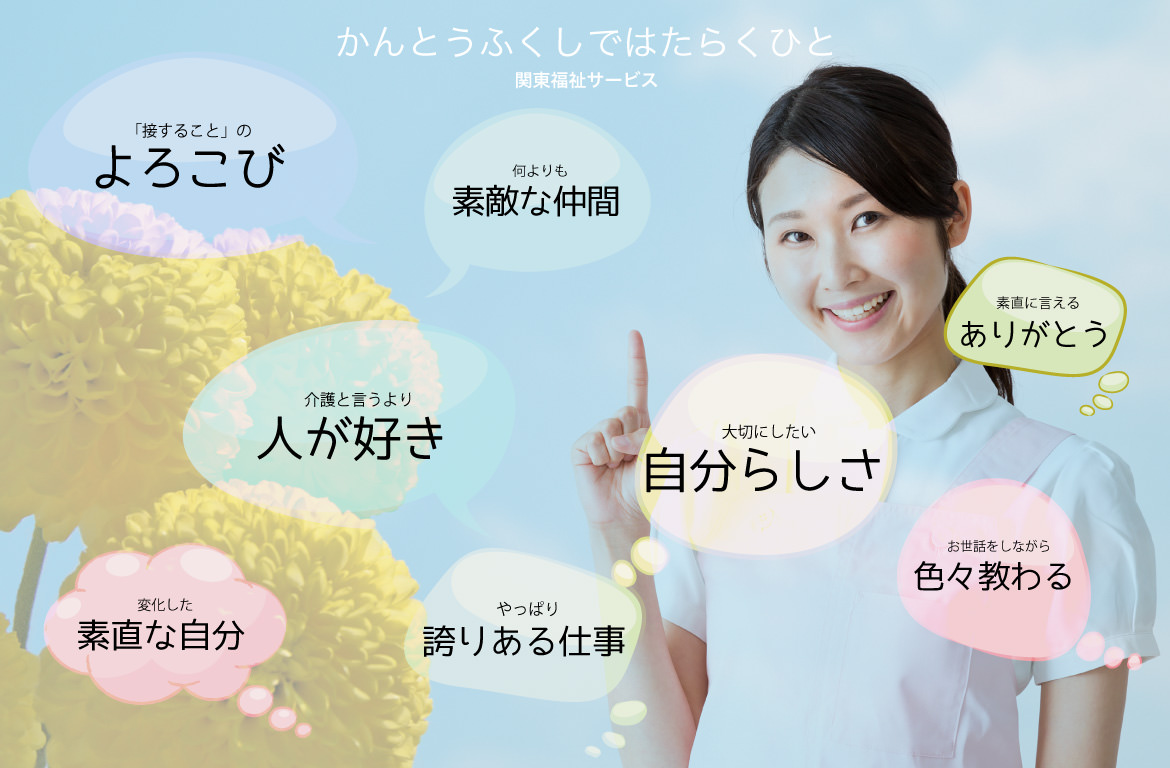 かんとうふくしではたらくひと
関東福祉サービス
「接すること」の
よろこび
何よりも
素敵な仲間
素直に言える
ありがとう
介護と言うより
人が好き
大切にしたい
自分らしさ
お世話をしながら
色々教わる
変化した
素直な自分
やっぱり
誇りある仕事